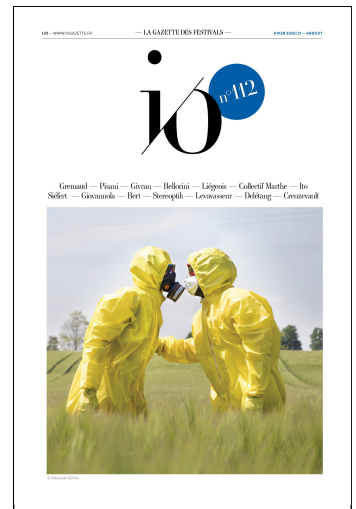 I/O — WWW.IOGAZETTE.FR
— LA GAZETTE DES FESTIVALS —
HIVER 2020/21 — GRATUIT
i/o
n°112
Gremaud — Pisani — Givran — Bellorini — Liégeois — Collectif Marthe — Ito
Siéfert — Giovannola — Bert — Stereoptik — Levavasseur — Delétang — Creuzevault